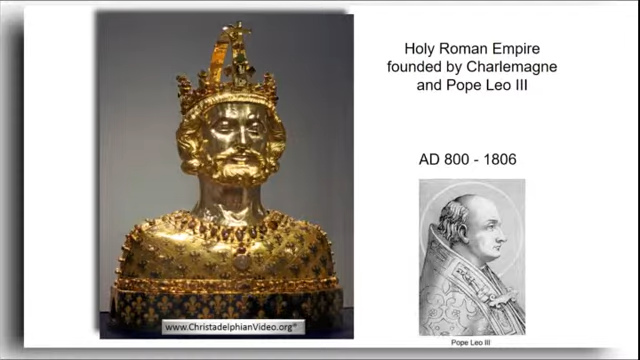 Holy Roman Empire
founded by Charlemagne
and Pope Leo III
AD 800 - 1806
www.ChristadelphianVideo.org®
Pope Leo III